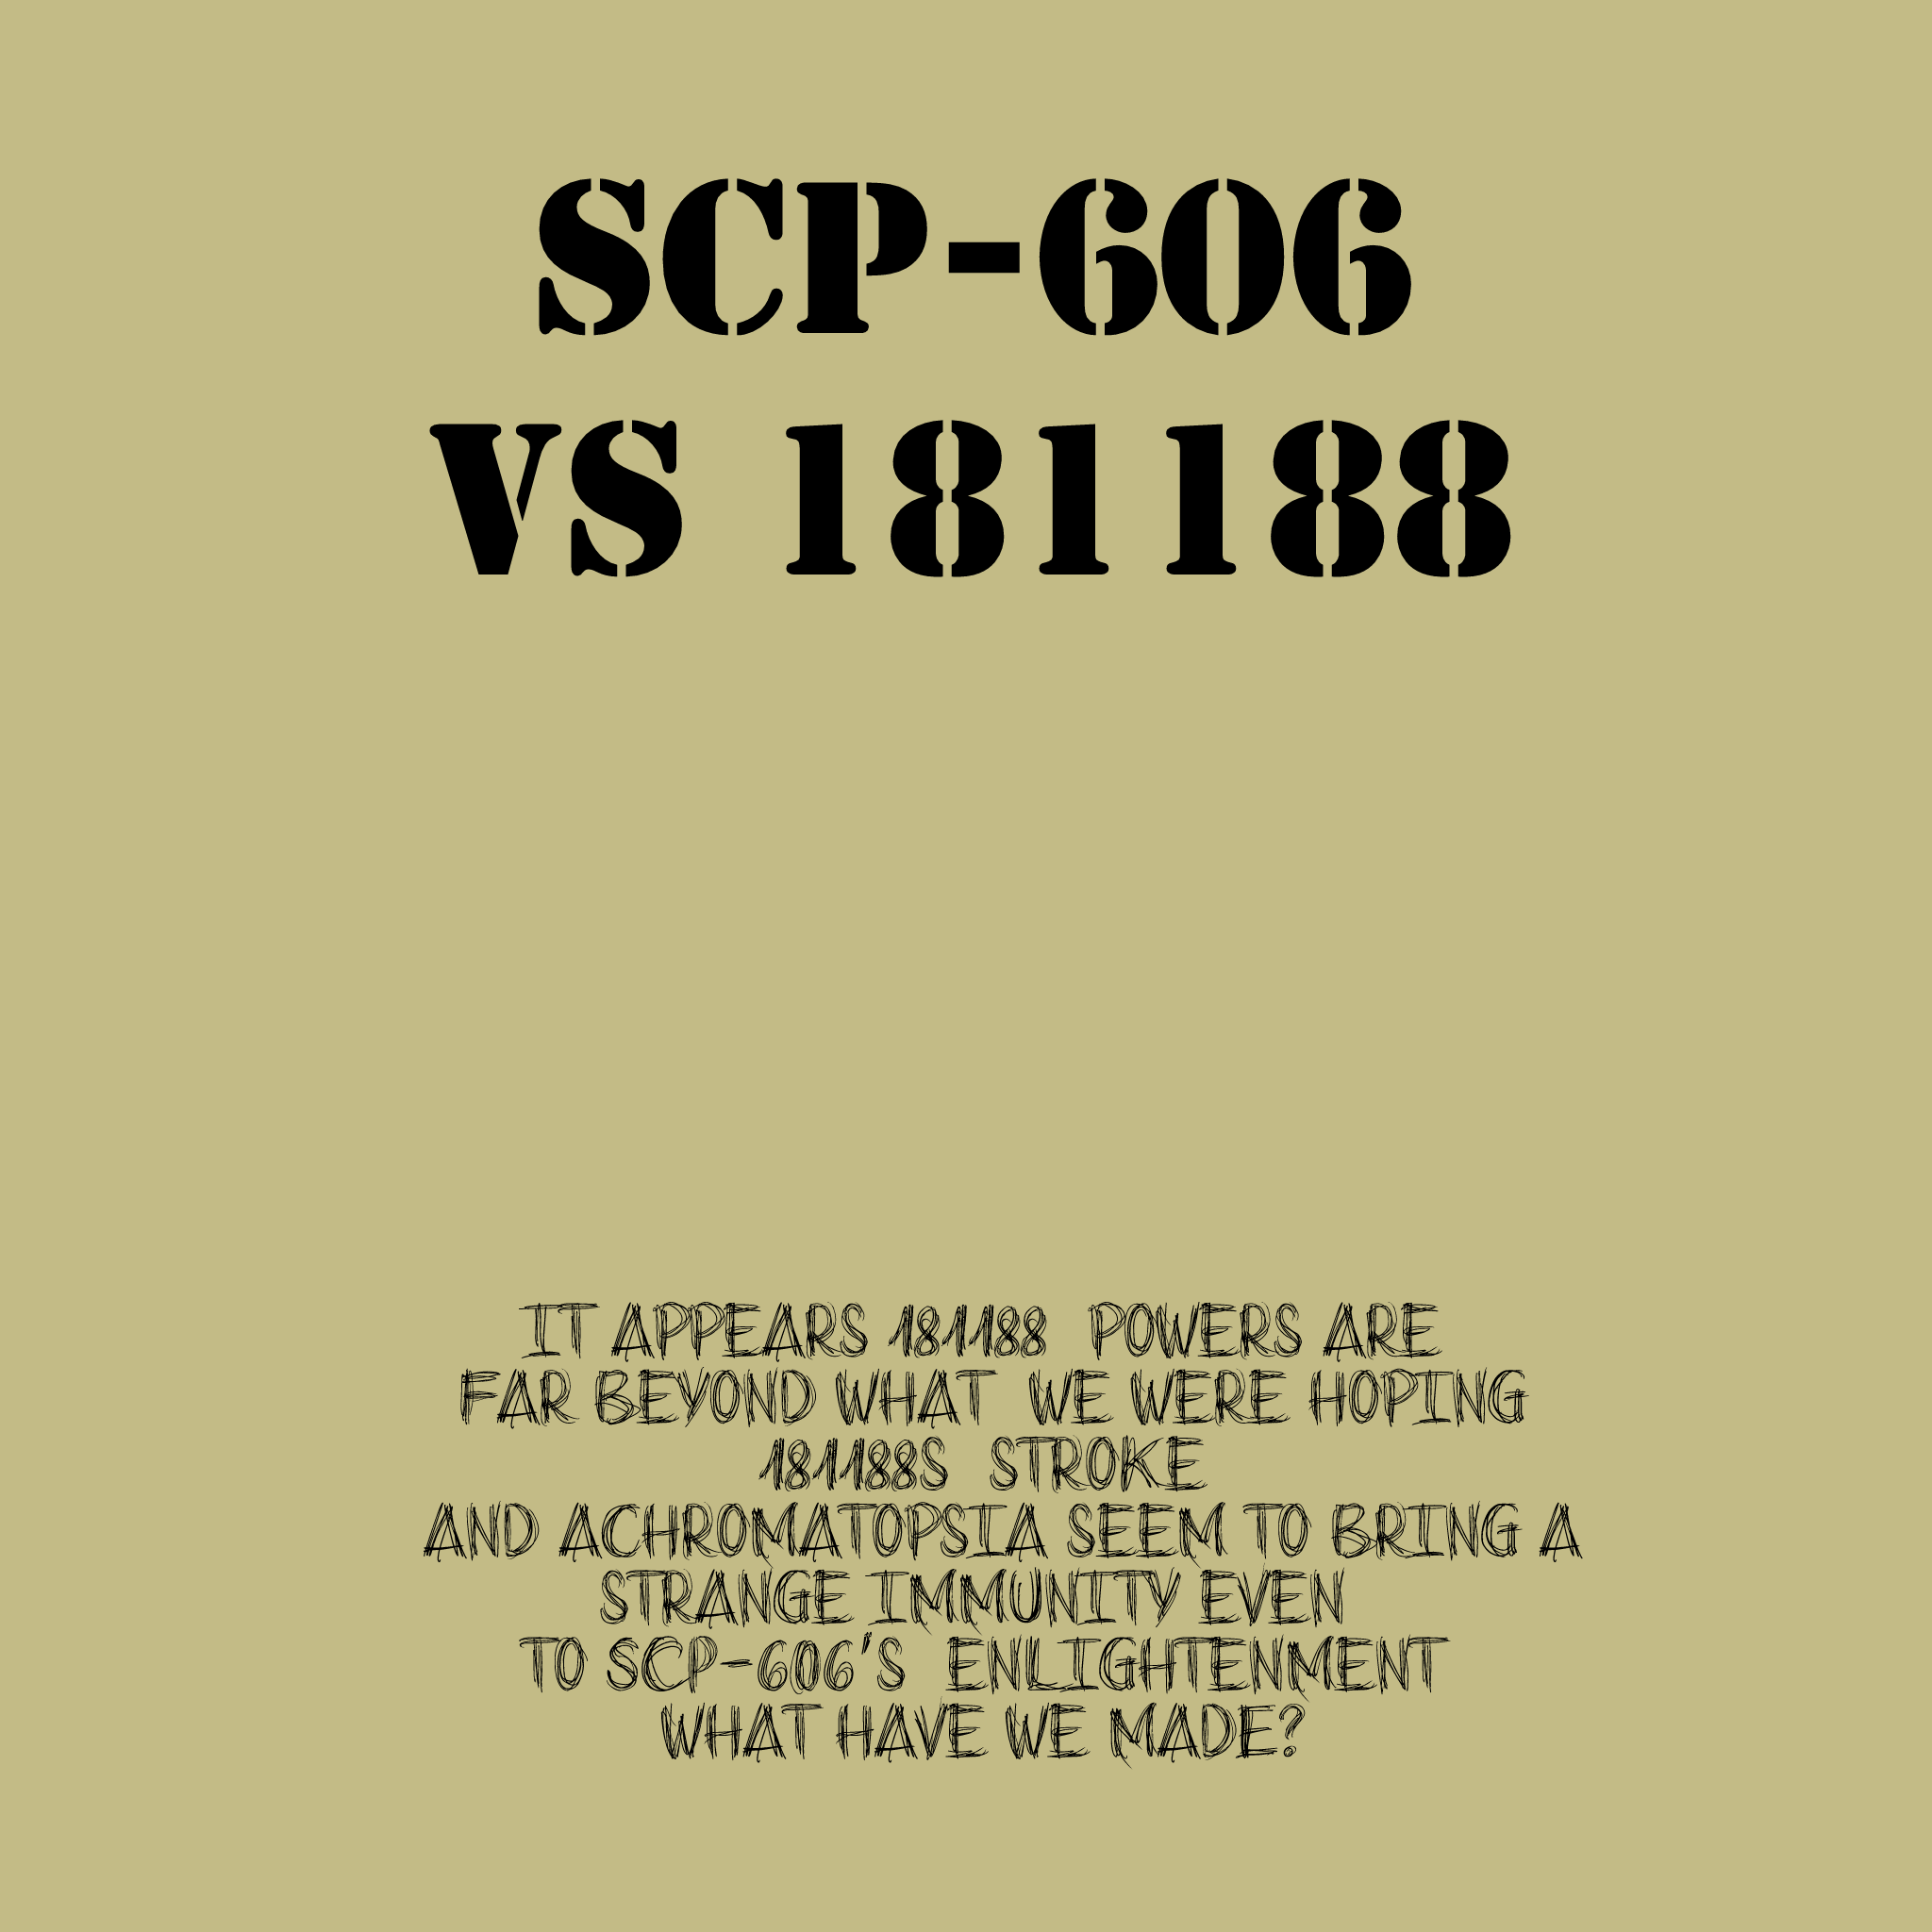 SCP-606
VS 181188
IT APPEARS 181188 POWERS ARE
FAR BEYOND WHAT WE WERE HOPING
181188S STROKE
AND ACHROMATOPSIA SEEM TO BRING A
STRANGE IMMUNITY EVEN
TO SCP-606'S ENLIGHTENMENT
WHAT HAVE WE MADE?